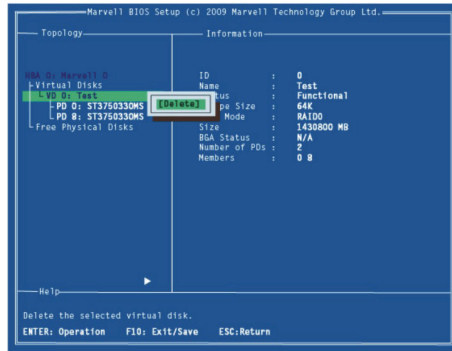 Marvell BIOS Setup (c) 2009 Marvell Technology Group Ltd.
Topology
Information
HBA 0: Marvell 0
Virtual Disks
VD 0: Test
PD 0: ST3750330NS
PD 8: ST3750330NS
Free Physical Disks
[Delete]
ID : 0
Name : Test
tus : Functional
pe Size : 64K
Mode : RAID0
Size : 1430800 MB
BGA Status : N/A
Number of PDs : 2
Members : 0 8
Help
Delete the selected virtual disk.
ENTER: Operation F10: Exit/Save ESC:Return